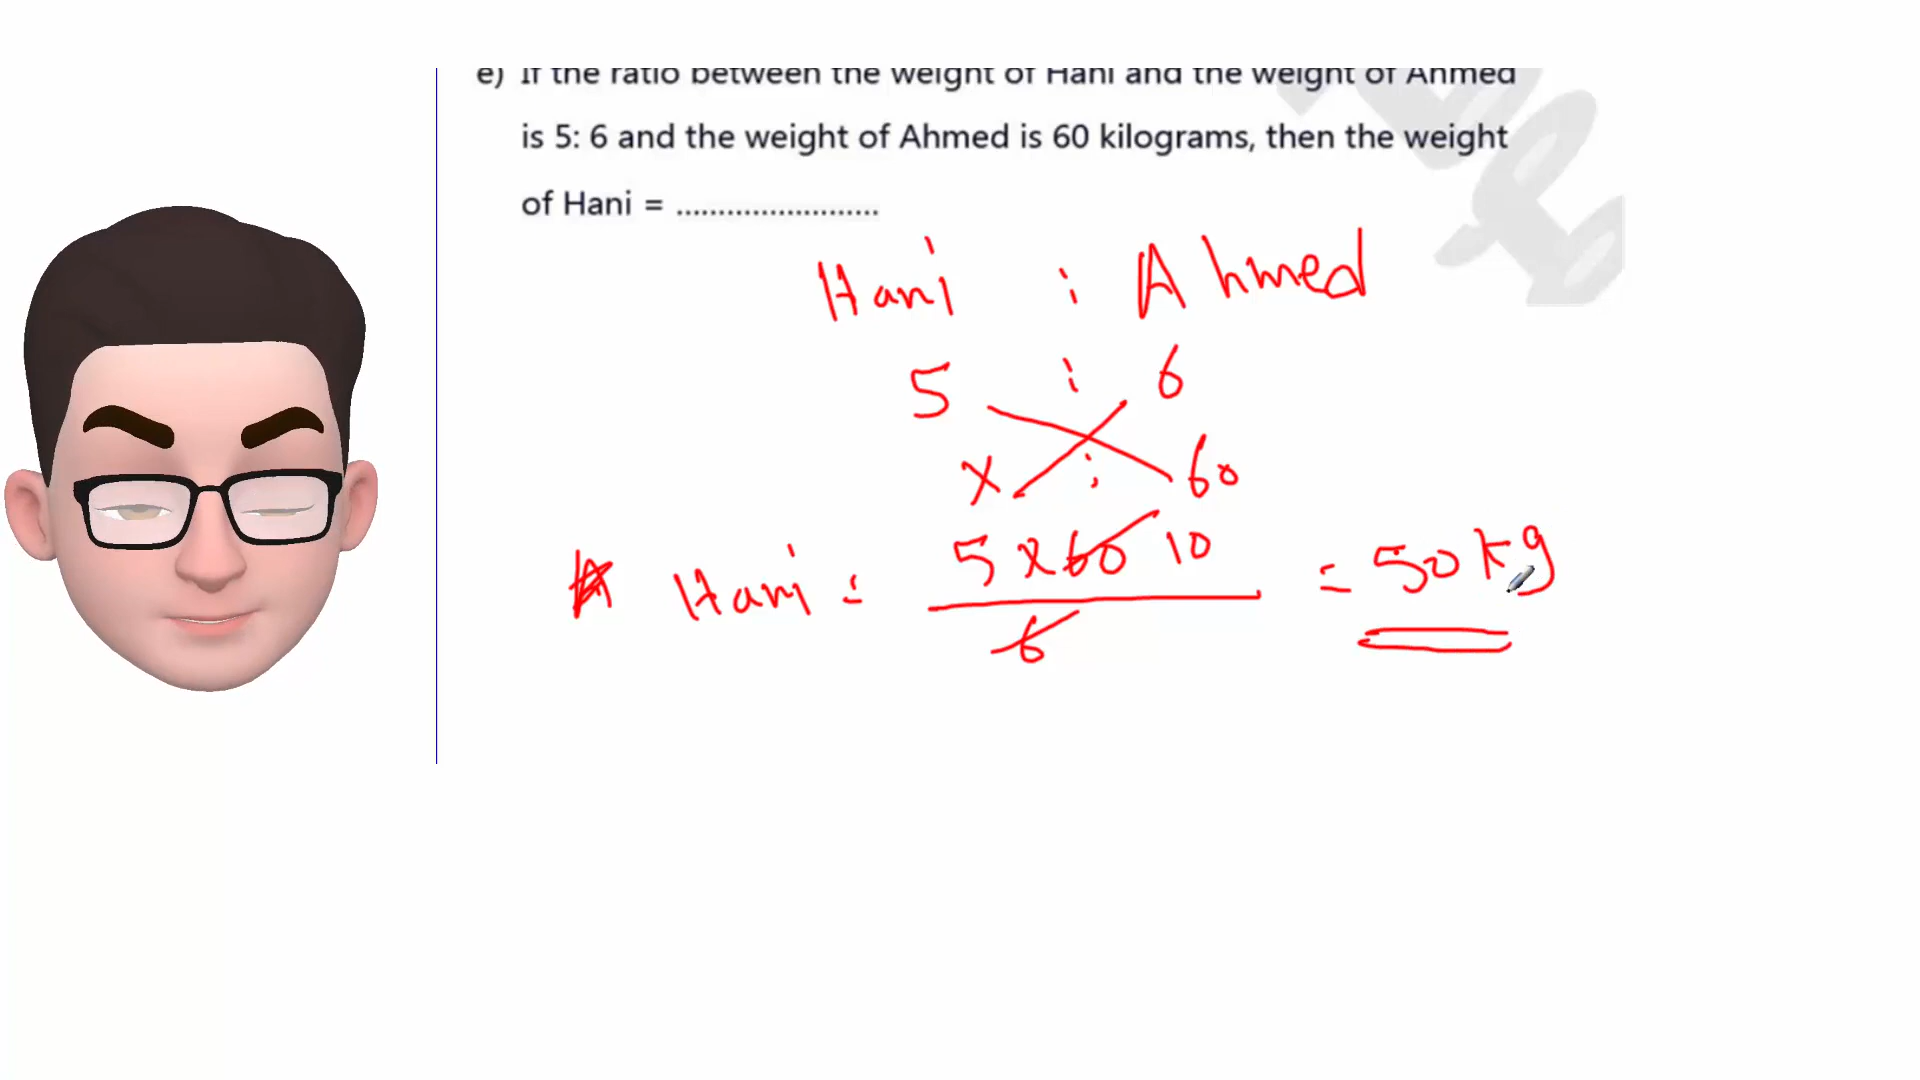 e) If the ratio between the weight of Hani and the weight of Ahmed
is 5: 6 and the weight of Ahmed is 60 kilograms, then the weight
of Hani = ........................
Hani : Ahmed
5 : 6
x : 60
Hani = 5 x 60 10 = 50 kg
6